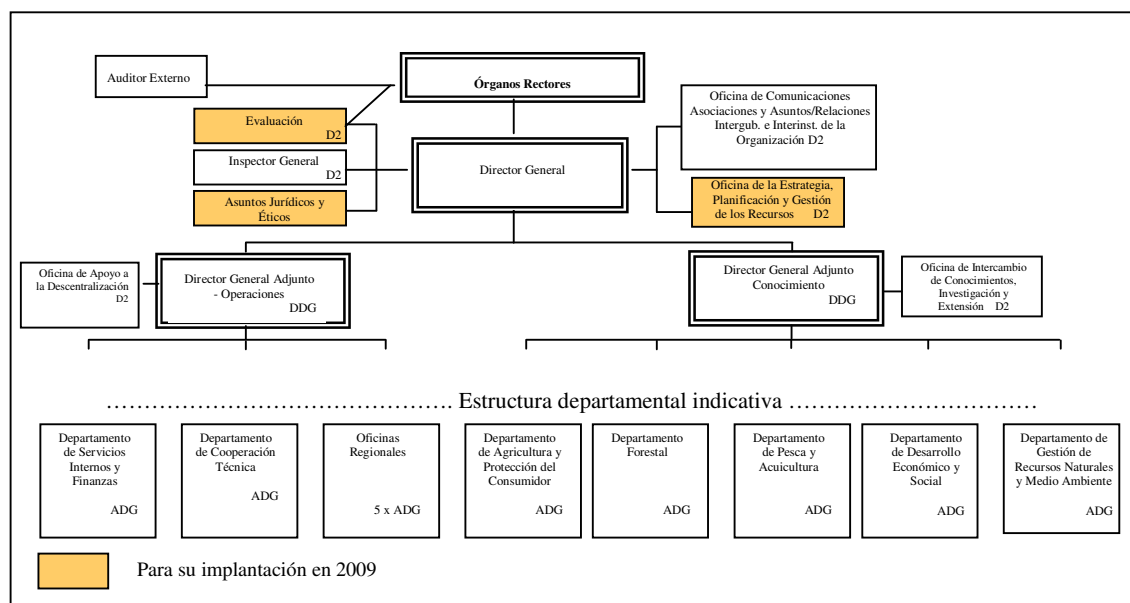 Auditor Externo
Órganos Rectores
Evaluación
D2
Inspector General
D2
Asuntos Jurídicos y
Éticos
Director General
Oficina de Comunicaciones
Asociaciones y Asuntos/Relaciones
Intergub. e Interinst. de la
Organización D2
Oficina de la Estrategia,
Planificación y Gestión
de los Recursos D2
Oficina de Apoyo a
la Descentralización
D2
Director General Adjunto
- Operaciones
DDG
Director General Adjunto
Conocimiento
DDG
Oficina de Intercambio
de Conocimientos,
Investigación y
Extensión D2
Estructura departamental indicativa
Departamento
de Servicios
Internos y
Finanzas
ADG
Departamento
de Cooperación
Técnica
ADG
Oficinas
Regionales
5 x ADG
Departamento
de Agricultura y
Protección del
Consumidor
ADG
Departamento
Forestal
ADG
Departamento
de Pesca y
Acuicultura
ADG
Departamento
de Desarrollo
Económico y
Social
ADG
Departamento de
Gestión de
Recursos Naturales
y Medio Ambiente
ADG
Para su implantación en 2009